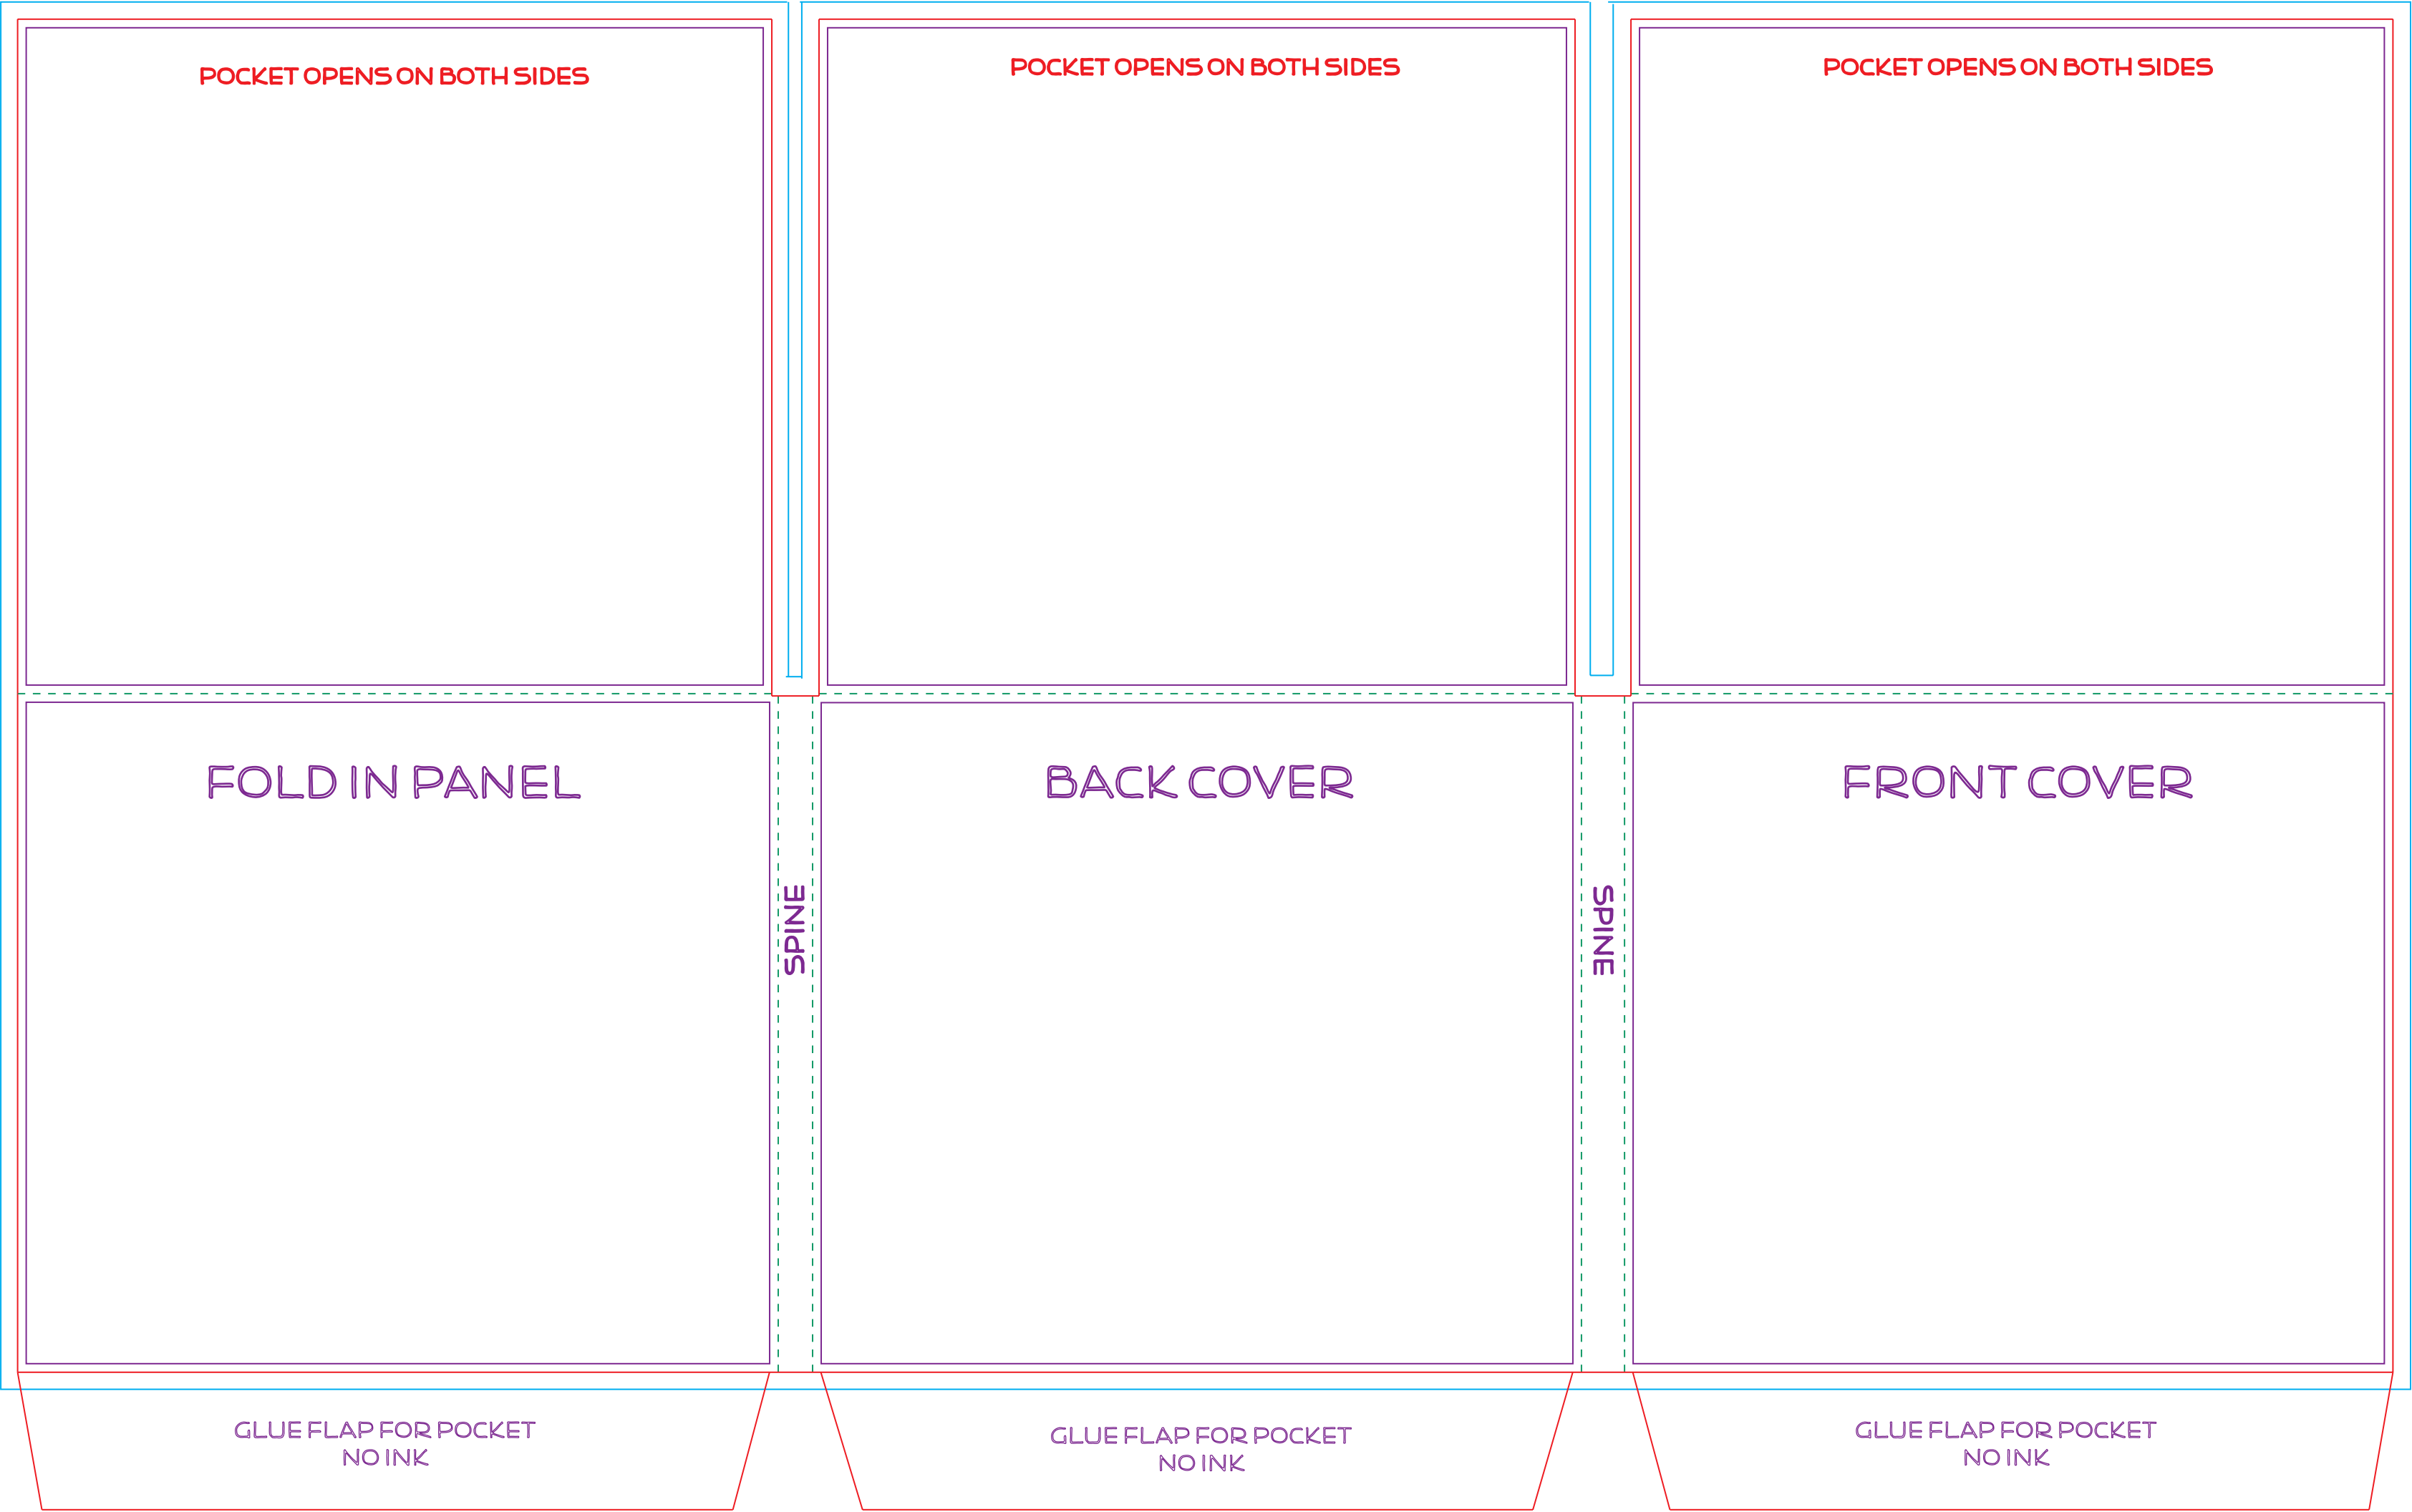 POCKET OPENS ON BOTH SIDES
POCKET OPENS ON BOTH SIDES
POCKET OPENS ON BOTH SIDES
FOLD IN PANEL
BACK COVER
FRONT COVER
SPINE
SPINE
GLUE FLAP FOR POCKET
NO INK
GLUE FLAP FOR POCKET
NO INK
GLUE FLAP FOR POCKET
NO INK